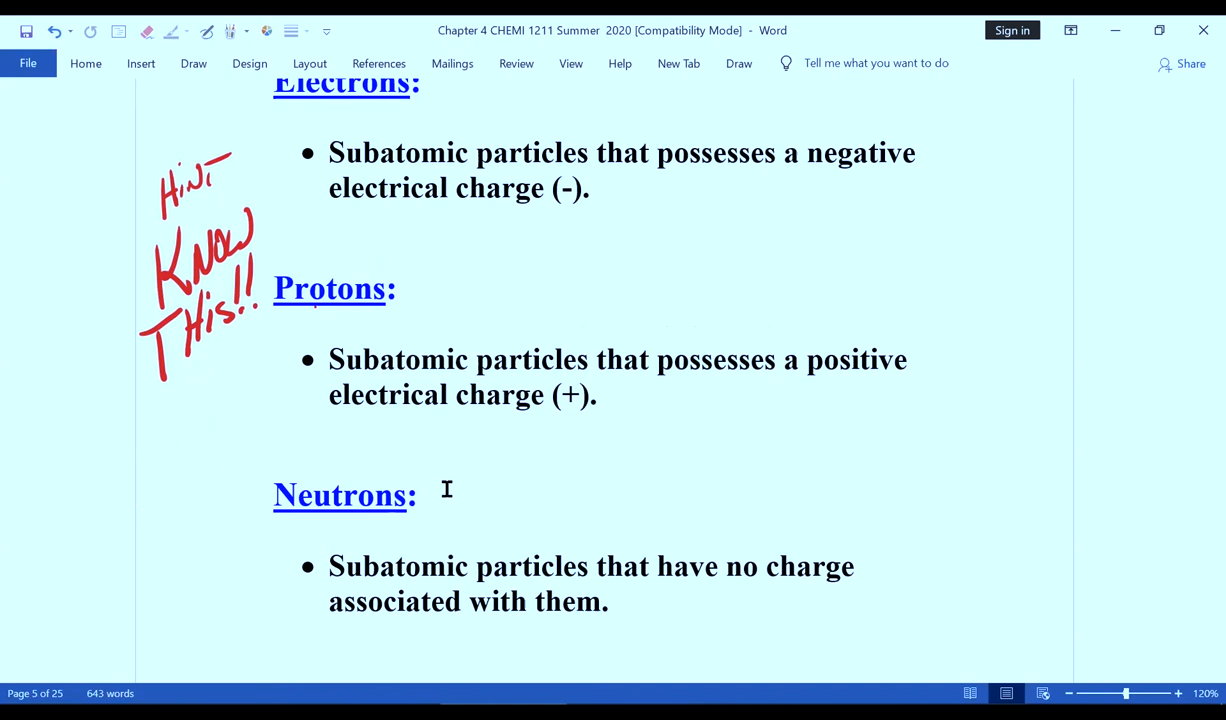 Chapter 4 CHEMI 1211 Summer 2020 [Compatibility Mode] - Word
Sign in
File Home Insert Draw Design Layout References Mailings Review View Help New Tab Draw Tell me what you want to do Share
Electrons:
• Subatomic particles that possesses a negative
electrical charge (-).
HiNT
KNOW
THis!!
Protons:
• Subatomic particles that possesses a positive
electrical charge (+).
Neutrons:
• Subatomic particles that have no charge
associated with them.
Page 5 of 25 643 words 120%